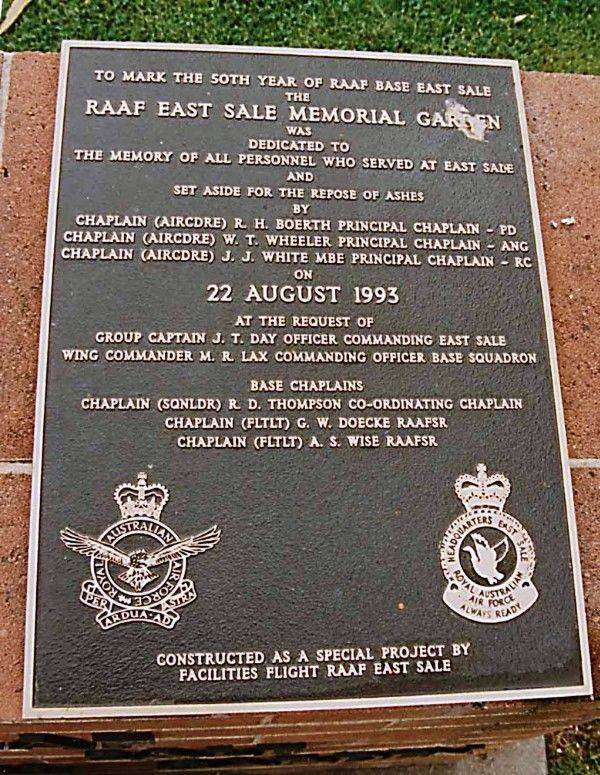 TO MARK THE 50TH YEAR OF RAAF BASE EAST SALE
THE
RAAF EAST SALE MEMORIAL GARDEN
WAS
DEDICATED TO
THE MEMORY OF ALL PERSONNEL WHO SERVED AT EAST SALE
AND
SET ASIDE FOR THE REPOSE OF ASHES
BY
CHAPLAIN (AIRCDRE) R. H. BOERTH PRINCIPAL CHAPLAIN – PD
CHAPLAIN (AIRCDRE) W. T. WHEELER PRINCIPAL CHAPLAIN – ANG
CHAPLAIN (AIRCDRE) J. J. WHITE MBE PRINCIPAL CHAPLAIN – RC
ON
22 AUGUST 1993
AT THE REQUEST OF
GROUP CAPTAIN J. T. DAY OFFICER COMMANDING EAST SALE
WING COMMANDER M. R. LAX COMMANDING OFFICER BASE SQUADRON
BASE CHAPLAINS
CHAPLAIN (SQNLDR) R. D. THOMPSON CO-ORDINATING CHAPLAIN
CHAPLAIN (FLTLT) G. W. DOECKE RAAFSR
CHAPLAIN (FLTLT) A. S. WISE RAAFSR
ROYAL AUSTRALIAN AIR FORCE
PER ARDUA AD ASTRA
HEADQUARTERS EAST SALE
ROYAL AUSTRALIAN
AIR FORCE
ALWAYS READY
CONSTRUCTED AS A SPECIAL PROJECT BY
FACILITIES FLIGHT RAAF EAST SALE